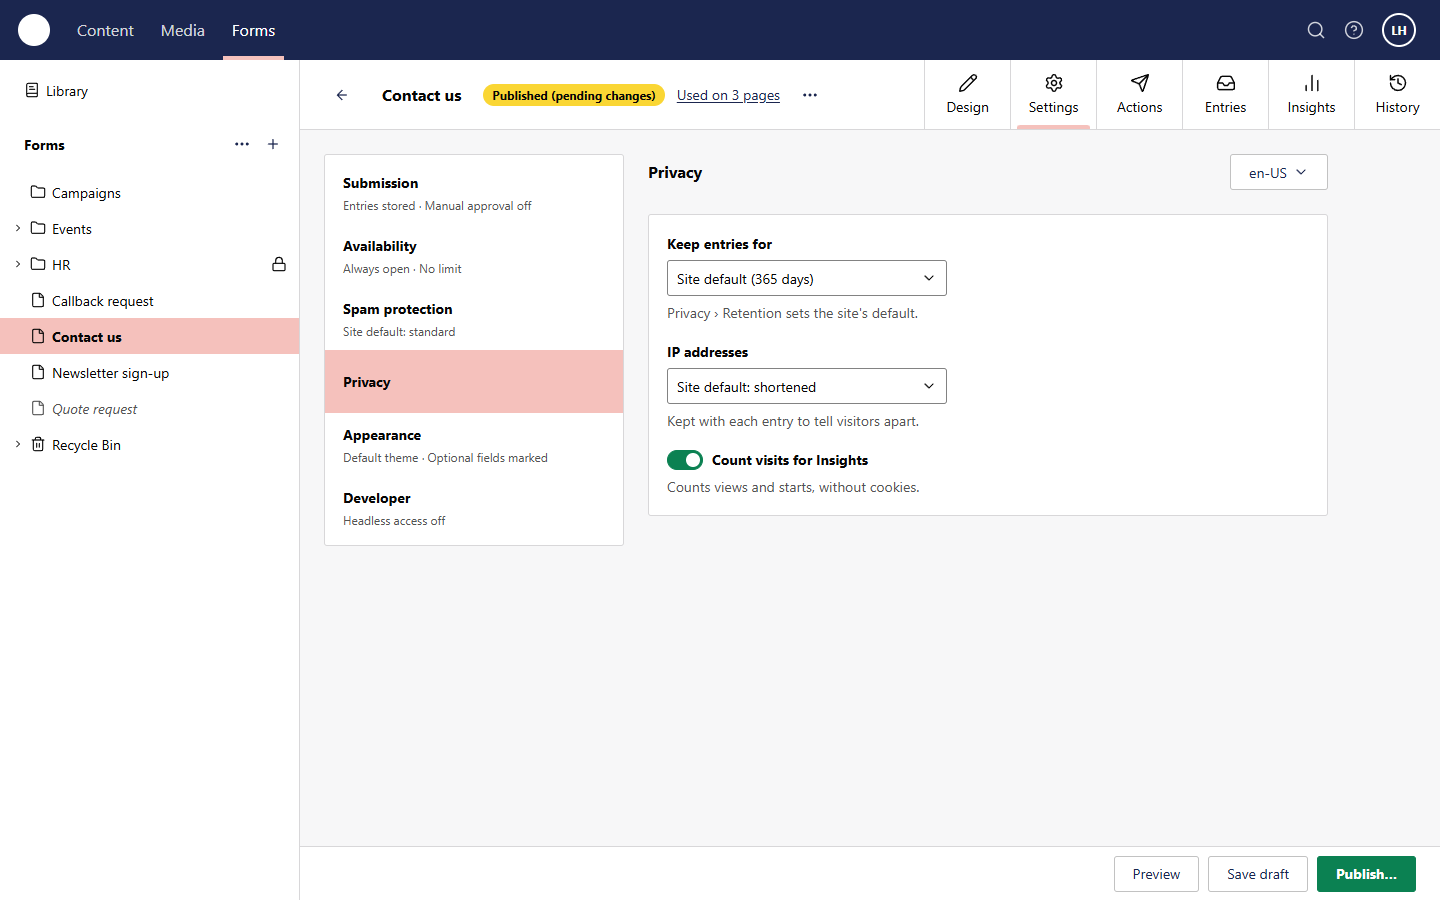 Content
Media
Forms
LH
Library
Forms
Campaigns
Events
HR
Callback request
Contact us
Newsletter sign-up
Quote request
Recycle Bin
Contact us
Published (pending changes)
Used on 3 pages
Design
Settings
Actions
Entries
Insights
History
Submission
Entries stored · Manual approval off
Availability
Always open · No limit
Spam protection
Site default: standard
Privacy
Appearance
Default theme · Optional fields marked
Developer
Headless access off
Privacy
en-US
Keep entries for
Site default (365 days)
Privacy › Retention sets the site's default.
IP addresses
Site default: shortened
Kept with each entry to tell visitors apart.
Count visits for Insights
Counts views and starts, without cookies.
Preview
Save draft
Publish...